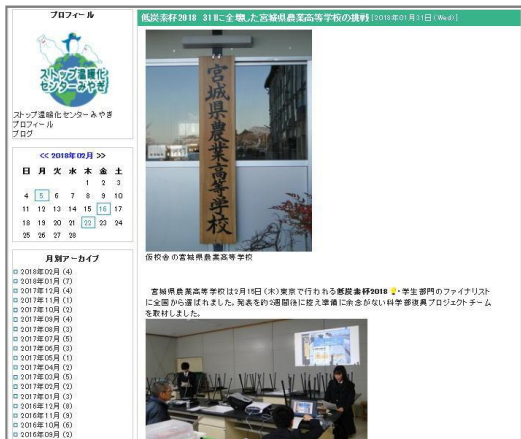 プロフィール
ストップ温暖化
センターみやぎ
ストップ温暖化センターみやぎ
プロフィール
ブログ
<< 2018年02月 >>
日 月 火 水 木 金 土
1 2 3
4 5 6 7 8 9 10
11 12 13 14 15 16 17
18 19 20 21 22 23 24
25 26 27 28
月別アーカイブ
2018年02月 (4)
2018年01月 (7)
2017年12月 (4)
2017年11月 (1)
2017年10月 (2)
2017年09月 (4)
2017年08月 (3)
2017年07月 (5)
2017年06月 (3)
2017年05月 (1)
2017年04月 (2)
2017年03月 (5)
2017年02月 (2)
2017年01月 (3)
2016年12月 (8)
2016年11月 (9)
2016年10月 (6)
2016年09月 (2)
低炭素杯2018 3.11に全壊した宮城県農業高等学校の挑戦 [2018年01月31日(Wed)]
宮城県農業高等学校
仮校舎の宮城県農業高等学校
宮城県農業高等学校は2月15日(木)東京で行われる低炭素杯2018・学生部門のファイナリスト
に全国から選ばれました。発表を約2週間後に控え準備に余念がない科学部復興プロジェクトチーム
を取材しました。